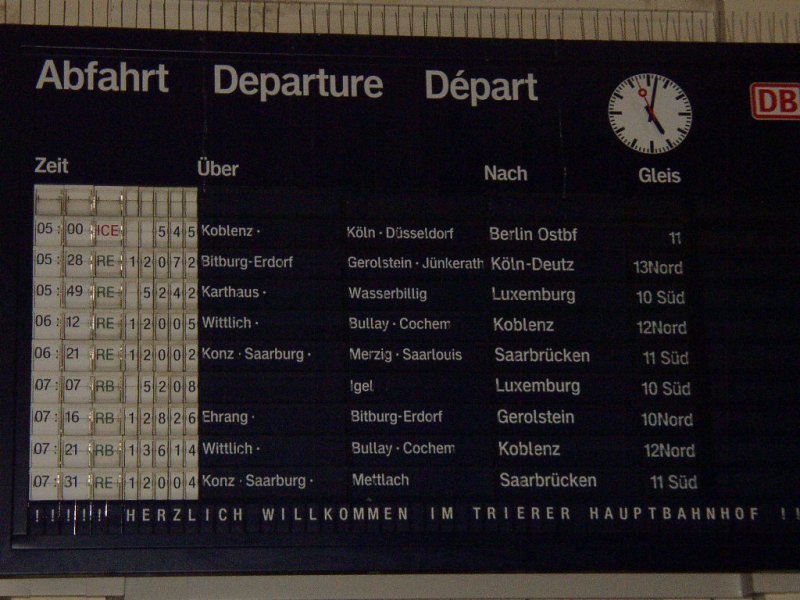 Abfahrt Departure Départ
DB
Zeit Über Nach Gleis
05:00 ICE 545 Koblenz · Köln · Düsseldorf Berlin Ostbf 11
05:28 RE 12072 Bitburg-Erdorf Gerolstein · Jünkerath Köln-Deutz 13Nord
05:49 RE 5242 Karthaus · Wasserbillig Luxemburg 10 Süd
06:12 RE 12005 Wittlich · Bullay · Cochem Koblenz 12Nord
06:21 RE 12002 Konz · Saarburg · Merzig · Saarlouis Saarbrücken 11 Süd
07:07 RB 5208 Igel Luxemburg 10 Süd
07:16 RB 12826 Ehrang · Bitburg-Erdorf Gerolstein 10Nord
07:21 RB 13614 Wittlich · Bullay · Cochem Koblenz 12Nord
07:31 RE 12004 Konz · Saarburg · Mettlach Saarbrücken 11 Süd
!!!!!! HERZLICH WILLKOMMEN IM TRIERER HAUPTBAHNHOF !!